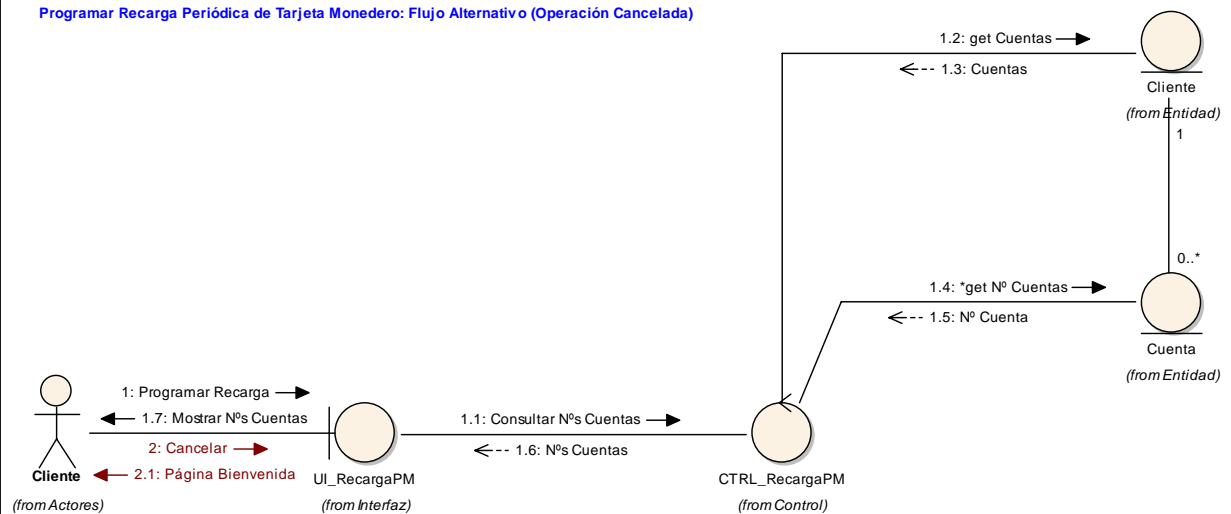 Programar Recarga Periódica de Tarjeta Monedero: Flujo Alternativo (Operación Cancelada)
1.2: get Cuentas
1.3: Cuentas
Cliente
(from Entidad)
1
0..*
1.4: *get Nº Cuentas
1.5: Nº Cuenta
Cuenta
(from Entidad)
1: Programar Recarga
1.7: Mostrar Nºs Cuentas
2: Cancelar
2.1: Página Bienvenida
1.1: Consultar Nºs Cuentas
1.6: Nºs Cuentas
Cliente
(from Actores)
UI_RecargaPM
(from Interfaz)
CTRL_RecargaPM
(from Control)